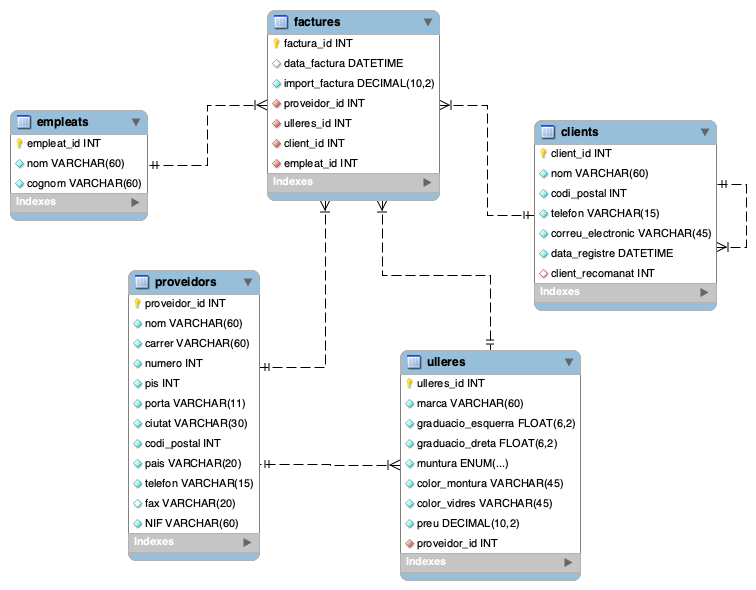 factures
factura_id INT
data_factura DATETIME
import_factura DECIMAL(10,2)
proveidor_id INT
ulleres_id INT
client_id INT
empleat_id INT
Indexes
empleats
empleat_id INT
nom VARCHAR(60)
cognom VARCHAR(60)
Indexes
clients
client_id INT
nom VARCHAR(60)
codi_postal INT
telefon VARCHAR(15)
correu_electronic VARCHAR(45)
data_registre DATETIME
client_recomanat INT
Indexes
proveidors
proveidor_id INT
nom VARCHAR(60)
carrer VARCHAR(60)
numero INT
pis INT
porta VARCHAR(11)
ciutat VARCHAR(30)
codi_postal INT
pais VARCHAR(20)
telefon VARCHAR(15)
fax VARCHAR(20)
NIF VARCHAR(60)
Indexes
ulleres
ulleres_id INT
marca VARCHAR(60)
graduacio_esquerra FLOAT(6,2)
graduacio_dreta FLOAT(6,2)
muntura ENUM(...)
color_montura VARCHAR(45)
color_vidres VARCHAR(45)
preu DECIMAL(10,2)
proveidor_id INT
Indexes